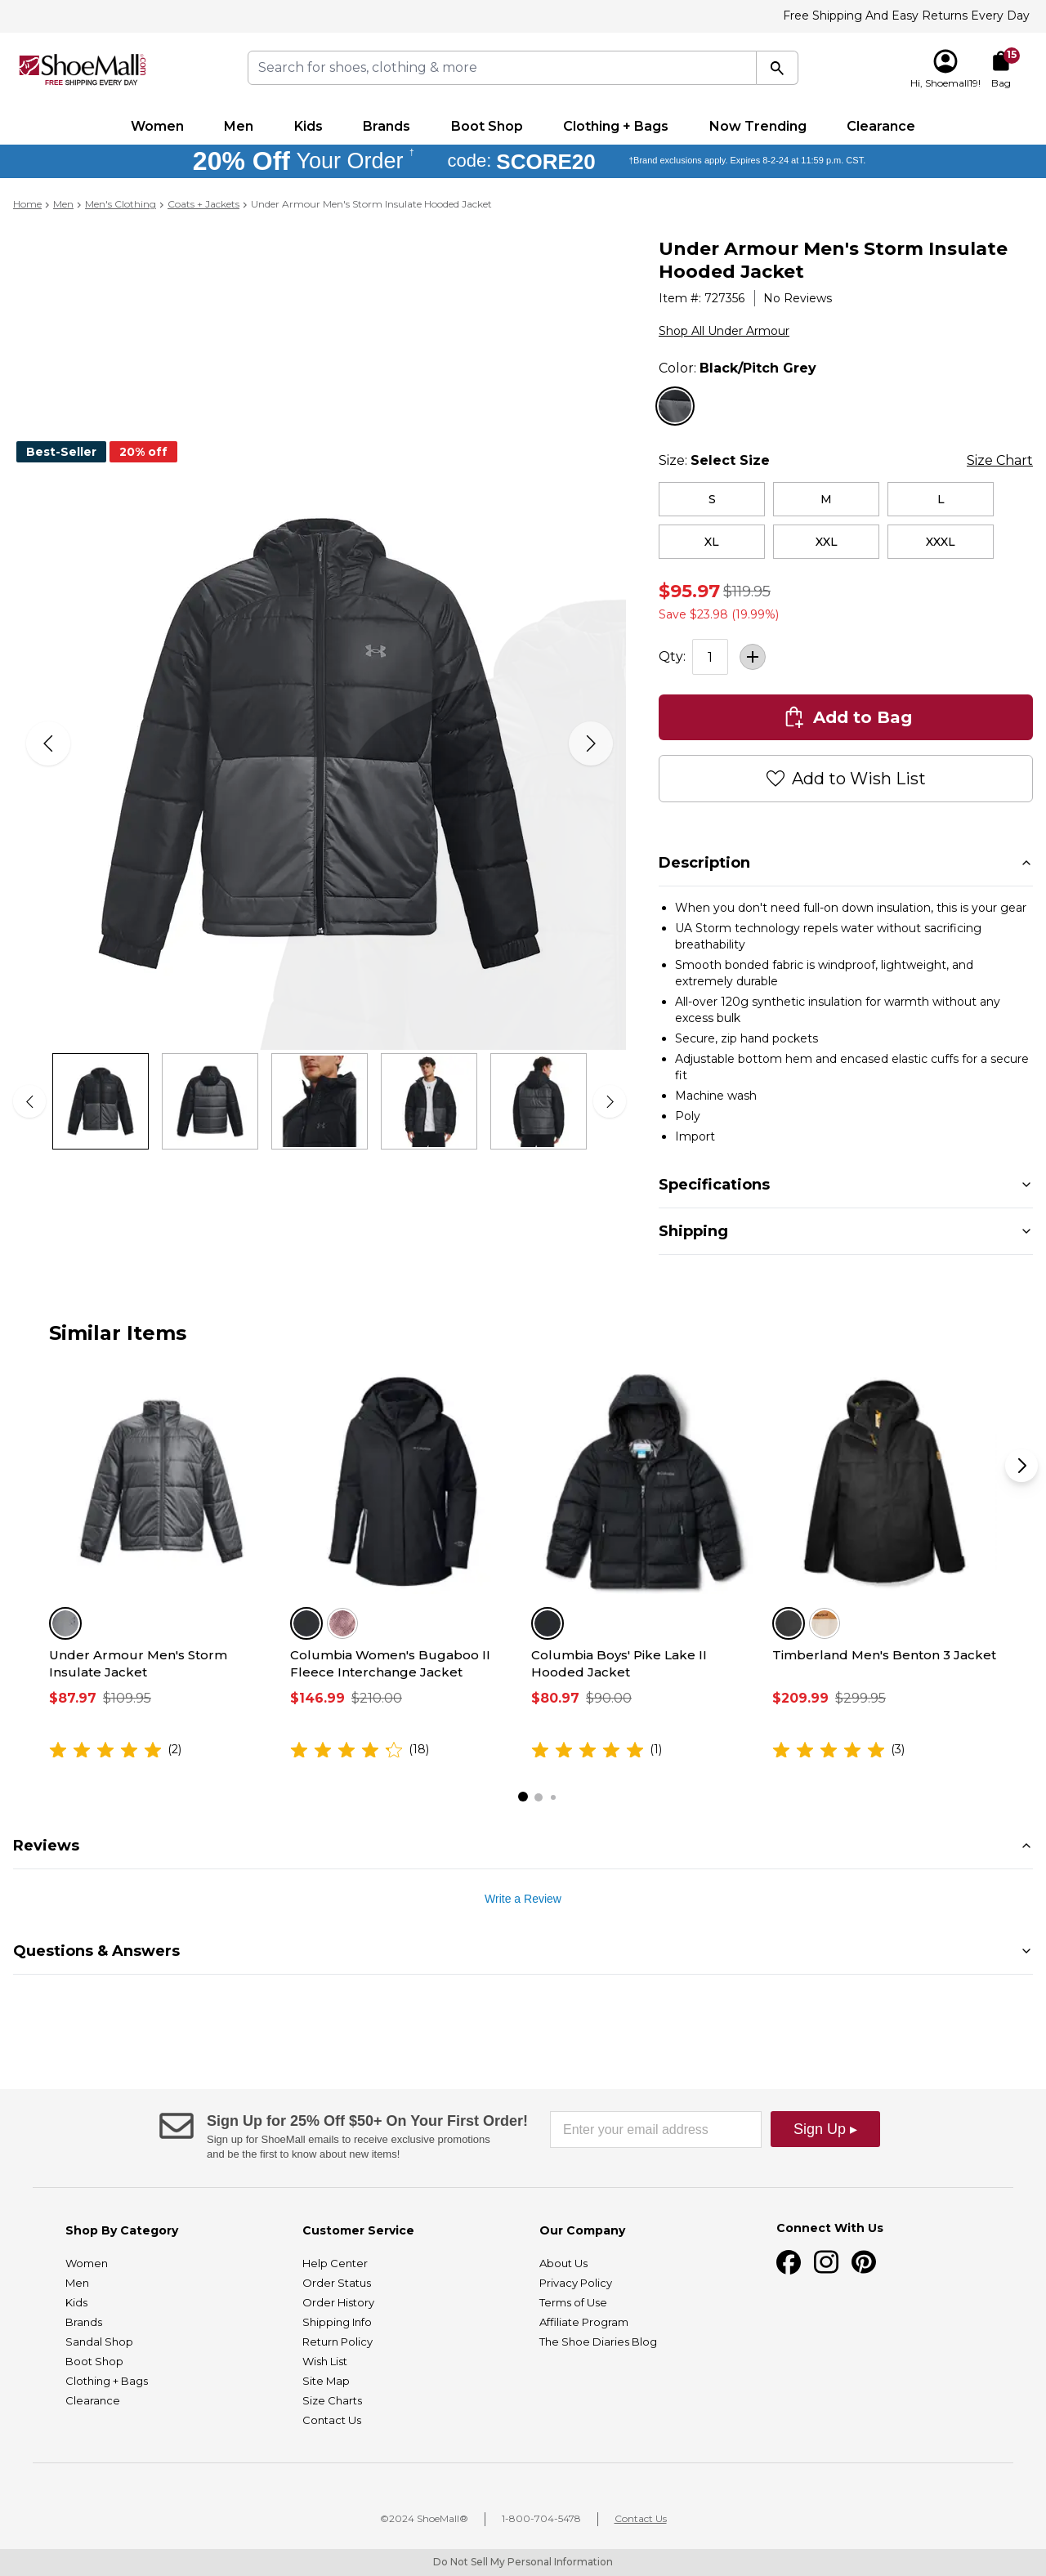 Free Shipping And Easy Returns Every Day
ShoeMall.com
FREE SHIPPING EVERY DAY
Search for shoes, clothing & more
Hi, Shoemall19!
15
Bag
Women Men Kids Brands Boot Shop Clothing + Bags Now Trending Clearance
20% Off Your Order † code: SCORE20 †Brand exclusions apply. Expires 8-2-24 at 11:59 p.m. CST.
Home > Men > Men's Clothing > Coats + Jackets > Under Armour Men's Storm Insulate Hooded Jacket
Best-Seller
20% off
Under Armour Men's Storm Insulate
Hooded Jacket
Item #: 727356 | No Reviews
Shop All Under Armour
Color: Black/Pitch Grey
Size: Select Size
Size Chart
S M L
XL XXL XXXL
$95.97 $119.95
Save $23.98 (19.99%)
Qty: 1 +
Add to Bag
Add to Wish List
Description
• When you don't need full-on down insulation, this is your gear
• UA Storm technology repels water without sacrificing
breathability
• Smooth bonded fabric is windproof, lightweight, and
extremely durable
• All-over 120g synthetic insulation for warmth without any
excess bulk
• Secure, zip hand pockets
• Adjustable bottom hem and encased elastic cuffs for a secure
fit
• Machine wash
• Poly
• Import
Specifications
Shipping
Similar Items
Under Armour Men's Storm
Insulate Jacket
$87.97 $109.95
(2)
Columbia Women's Bugaboo II
Fleece Interchange Jacket
$146.99 $210.00
(18)
Columbia Boys' Pike Lake II
Hooded Jacket
$80.97 $90.00
(1)
Timberland Men's Benton 3 Jacket
$209.99 $299.95
(3)
Reviews
Write a Review
Questions & Answers
Sign Up for 25% Off $50+ On Your First Order!
Sign up for ShoeMall emails to receive exclusive promotions
and be the first to know about new items!
Enter your email address
Sign Up ▸
Shop By Category
Women
Men
Kids
Brands
Sandal Shop
Boot Shop
Clothing + Bags
Clearance
Customer Service
Help Center
Order Status
Order History
Shipping Info
Return Policy
Wish List
Site Map
Size Charts
Contact Us
Our Company
About Us
Privacy Policy
Terms of Use
Affiliate Program
The Shoe Diaries Blog
Connect With Us
©2024 ShoeMall® | 1-800-704-5478 | Contact Us
Do Not Sell My Personal Information